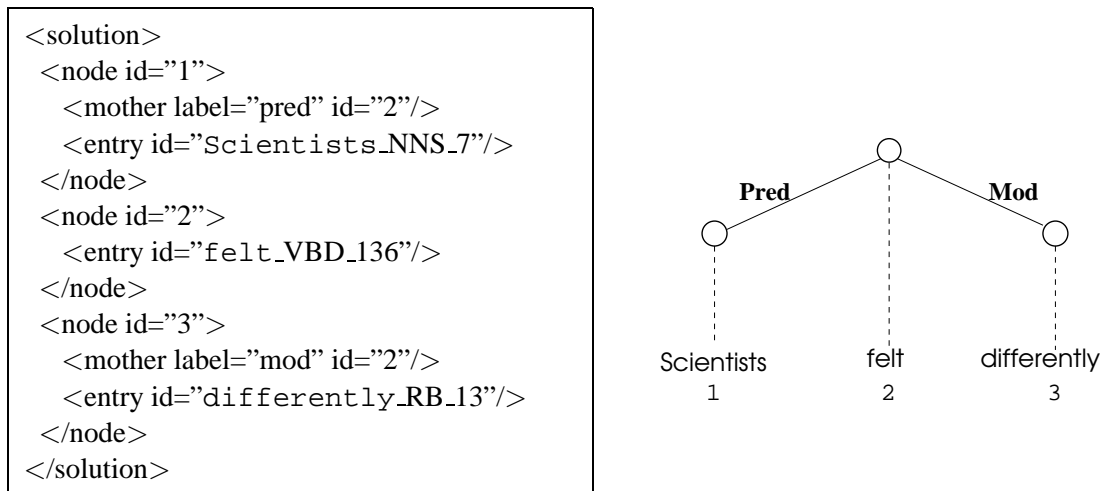 <solution>
<node id=”1”>
<mother label=”pred” id=”2”/>
<entry id=”Scientists_NNS_7”/>
</node>
<node id=”2”>
<entry id=”felt_VBD_136”/>
</node>
<node id=”3”>
<mother label=”mod” id=”2”/>
<entry id=”differently_RB_13”/>
</node>
</solution>
Pred Mod
Scientists felt differently
1 2 3